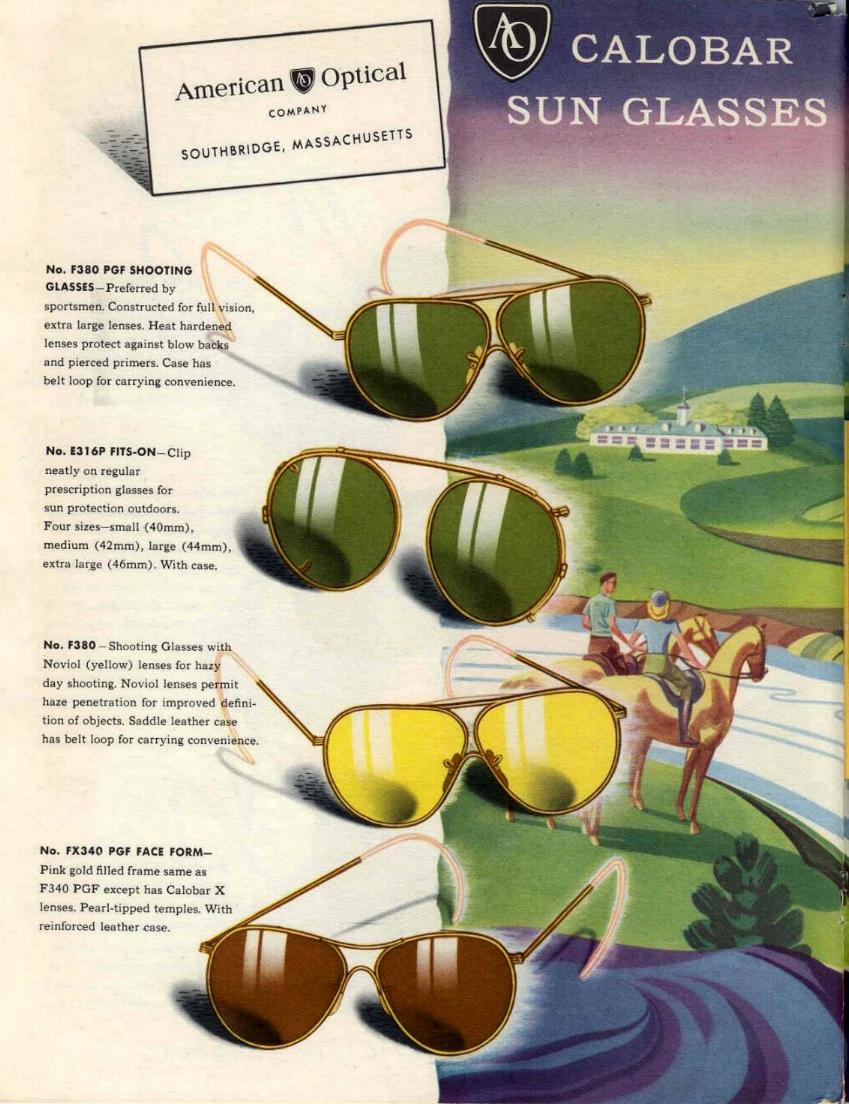 American AO Optical
COMPANY
SOUTHBRIDGE, MASSACHUSETTS
AO CALOBAR
SUN GLASSES
No. F380 PGF SHOOTING
GLASSES—Preferred by
sportsmen. Constructed for full vision,
extra large lenses. Heat hardened
lenses protect against blow backs
and pierced primers. Case has
belt loop for carrying convenience.
No. E316P FITS-ON—Clip
neatly on regular
prescription glasses for
sun protection outdoors.
Four sizes—small (40mm),
medium (42mm), large (44mm),
extra large (46mm). With case.
No. F380—Shooting Glasses with
Noviol (yellow) lenses for hazy
day shooting. Noviol lenses permit
haze penetration for improved defini-
tion of objects. Saddle leather case
has belt loop for carrying convenience.
No. FX340 PGF FACE FORM—
Pink gold filled frame same as
F340 PGF except has Calobar X
lenses. Pearl-tipped temples. With
reinforced leather case.